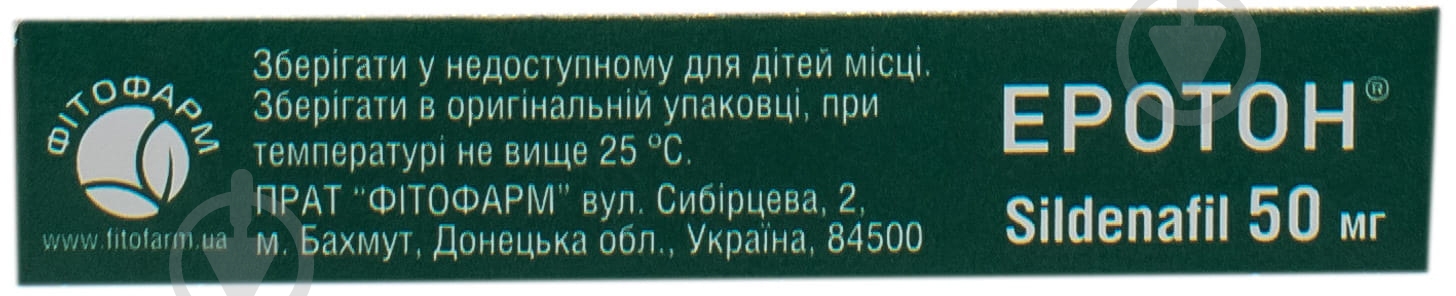 ФІТОФАРМ
www.fitofarm.ua
Зберігати у недоступному для дітей місці.
Зберігати в оригінальній упаковці, при
температурі не вище 25 °С.
ПРАТ "ФІТОФАРМ" вул. Сибірцева, 2,
м. Бахмут, Донецька обл., Україна, 84500
ЕРОТОН®
Sildenafil 50 мг